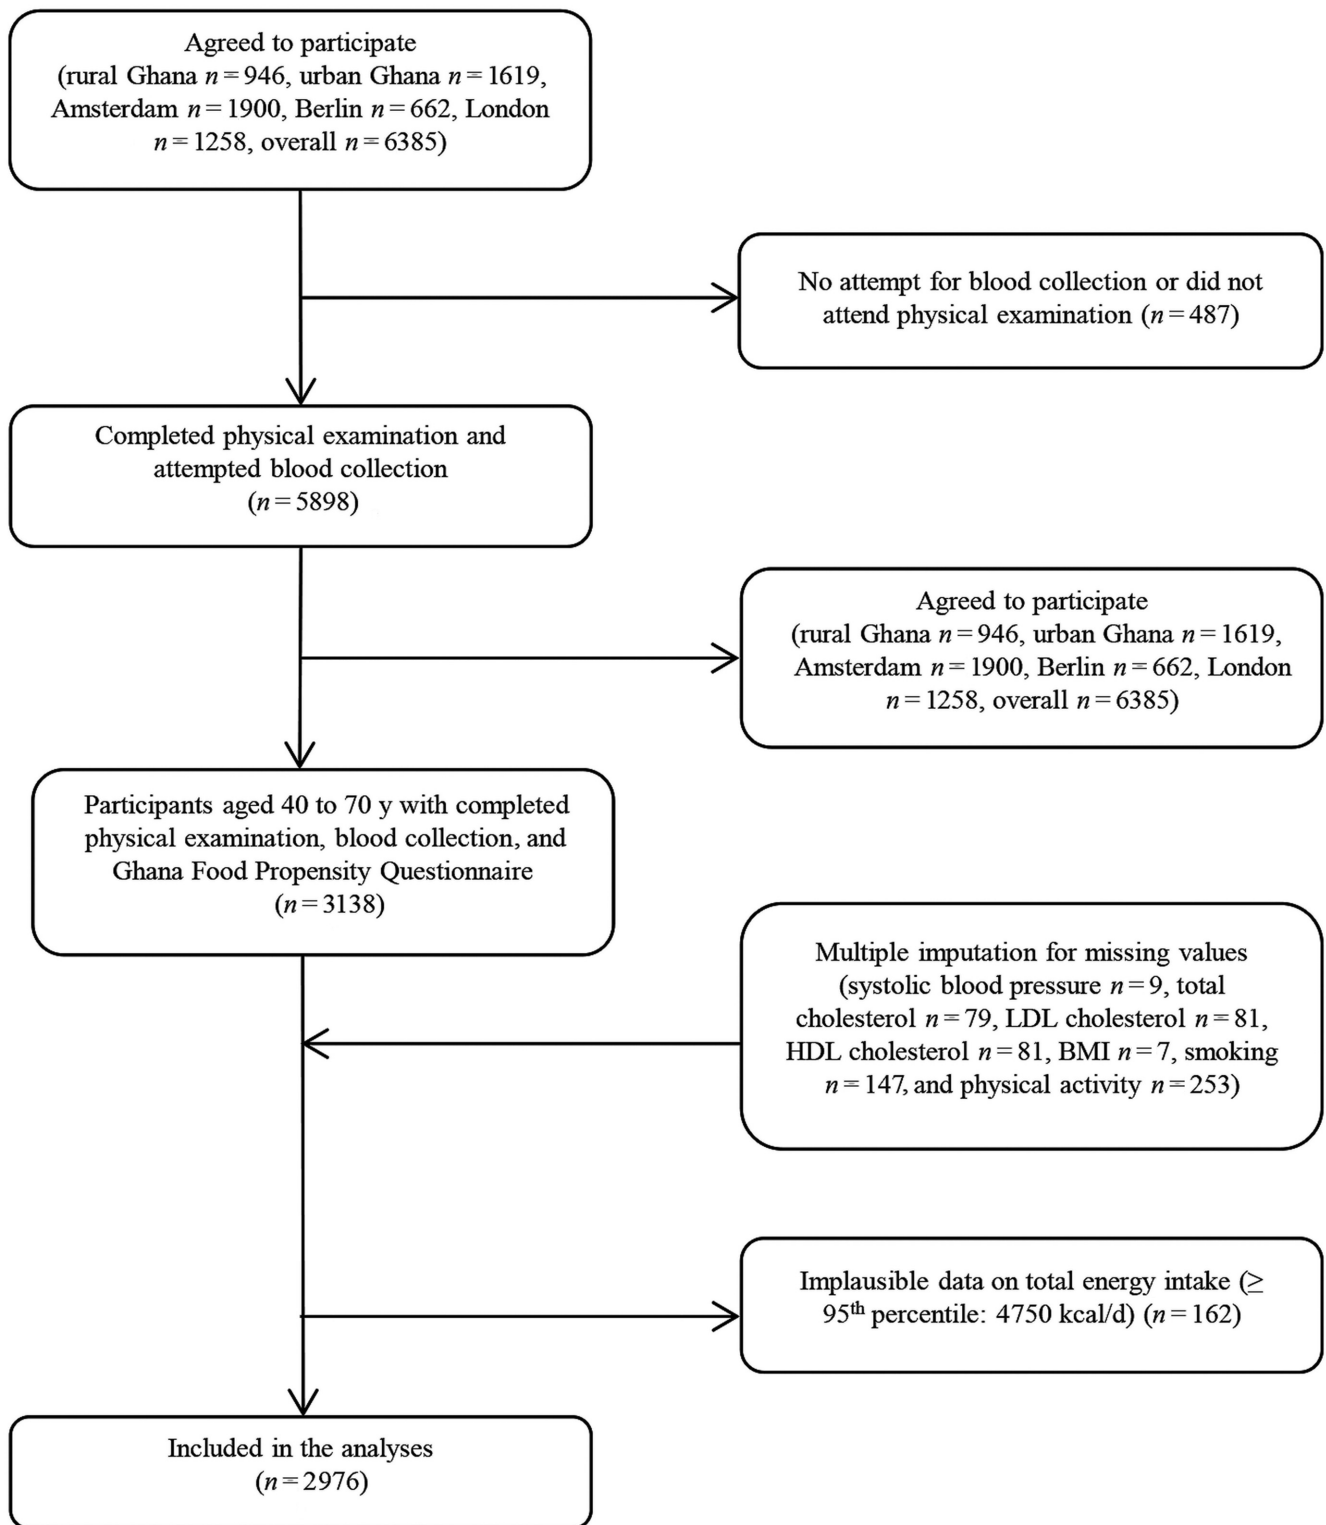 Agreed to participate
(rural Ghana n = 946, urban Ghana n = 1619,
Amsterdam n = 1900, Berlin n = 662, London
n = 1258, overall n = 6385)
No attempt for blood collection or did not
attend physical examination (n = 487)
Completed physical examination and
attempted blood collection
(n = 5898)
Agreed to participate
(rural Ghana n = 946, urban Ghana n = 1619,
Amsterdam n = 1900, Berlin n = 662, London
n = 1258, overall n = 6385)
Participants aged 40 to 70 y with completed
physical examination, blood collection, and
Ghana Food Propensity Questionnaire
(n = 3138)
Multiple imputation for missing values
(systolic blood pressure n = 9, total
cholesterol n = 79, LDL cholesterol n = 81,
HDL cholesterol n = 81, BMI n = 7, smoking
n = 147, and physical activity n = 253)
Implausible data on total energy intake (≥
95th percentile: 4750 kcal/d) (n = 162)
Included in the analyses
(n = 2976)